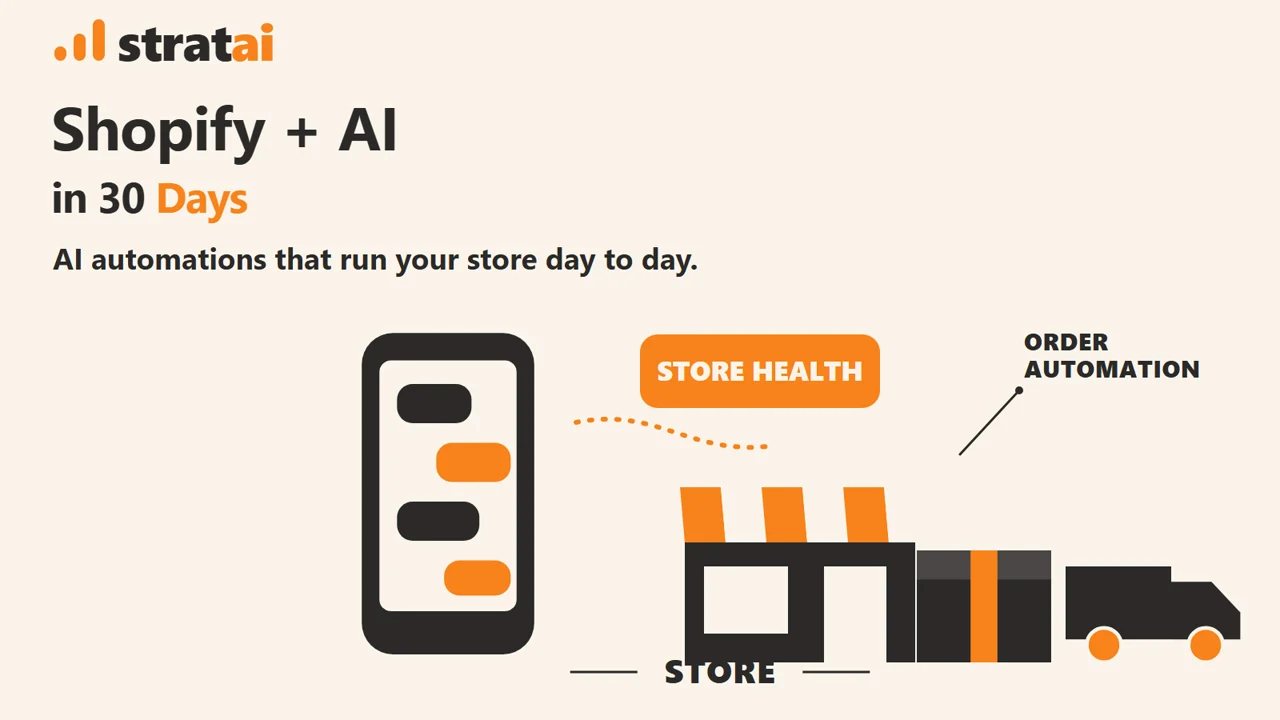 stratai
Shopify + AI
in 30 Days
AI automations that run your store day to day.
STORE HEALTH
ORDER
AUTOMATION
STORE